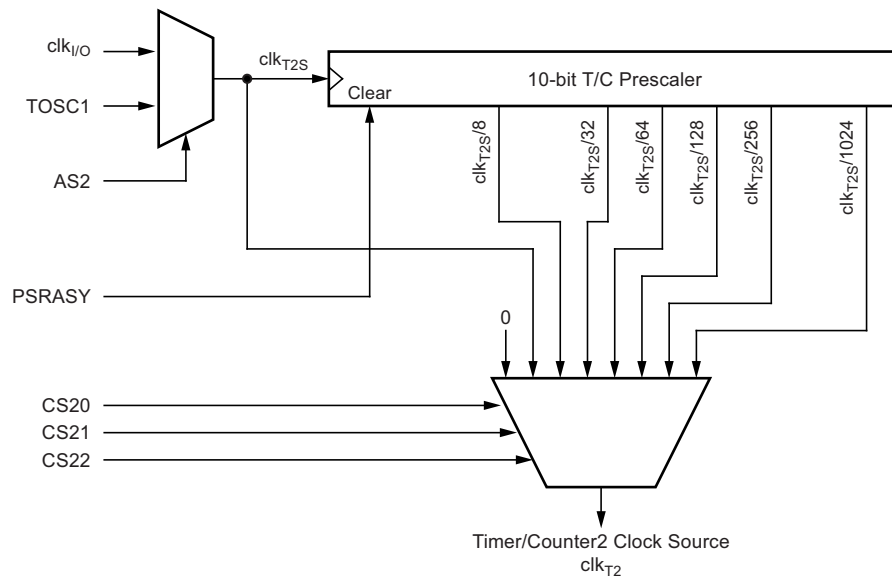 clkI/O
clkT2S
10-bit T/C Prescaler
Clear
TOSC1
clkT2S/8
clkT2S/32
clkT2S/64
clkT2S/128
clkT2S/256
clkT2S/1024
AS2
PSRASY
0
CS20
CS21
CS22
Timer/Counter2 Clock Source
clkT2